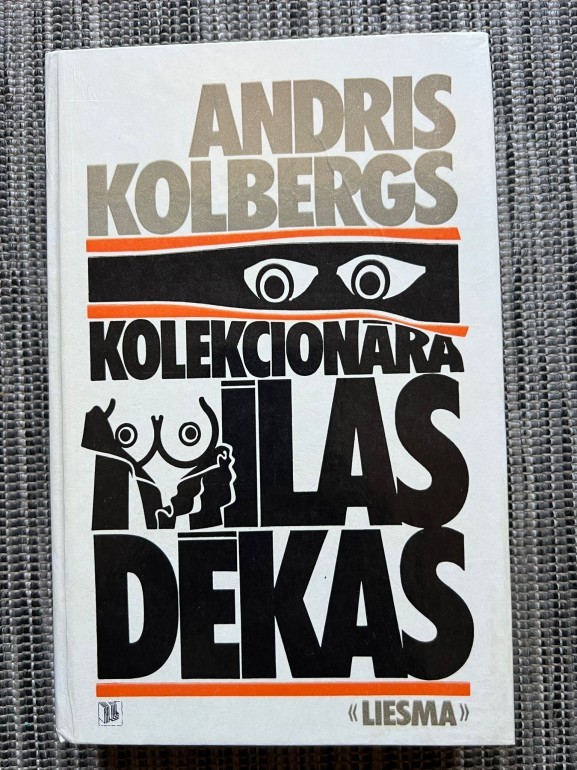 ANDRIS
KOLBERGS
KOLEKCIONĀRA
MĪLAS
DĒKAS
«LIESMA»